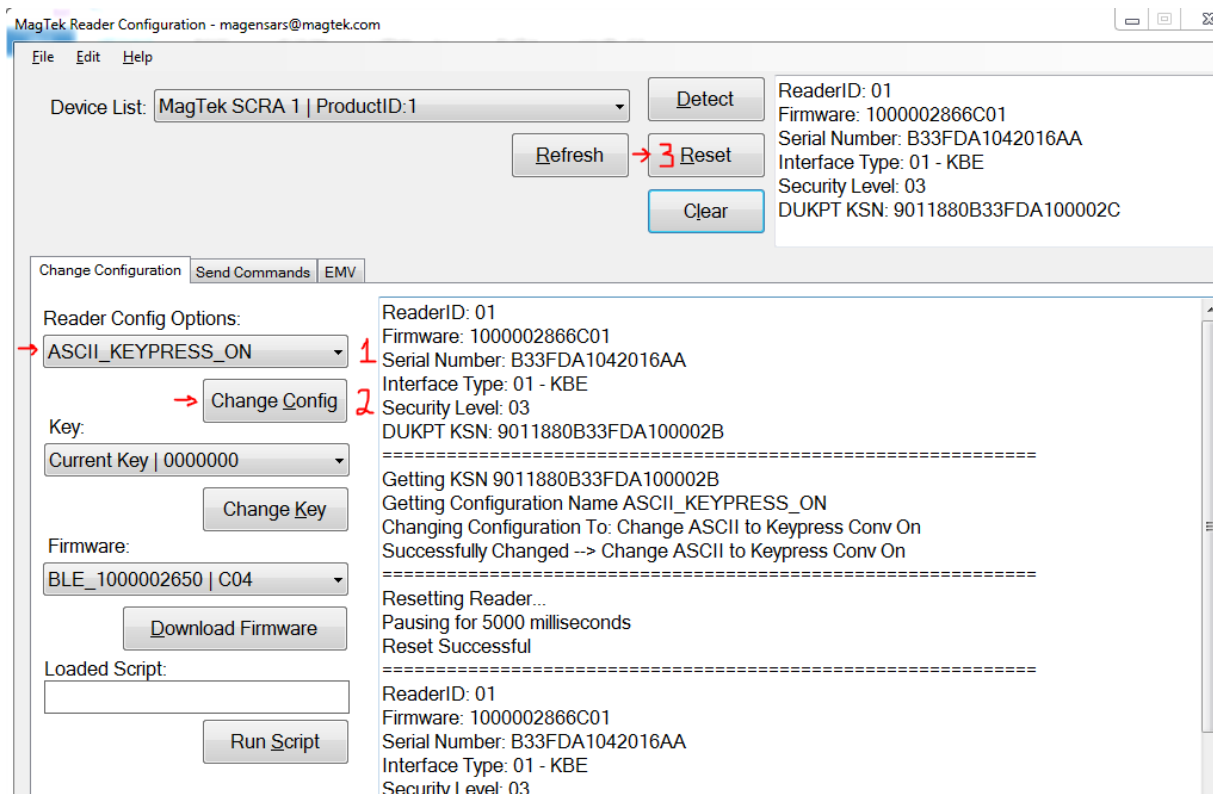 MagTek Reader Configuration - magensars@magtek.com
File Edit Help
Device List: MagTek SCRA 1 | ProductID:1
Detect
Refresh
→ 3 Reset
Clear
ReaderID: 01
Firmware: 1000002866C01
Serial Number: B33FDA1042016AA
Interface Type: 01 - KBE
Security Level: 03
DUKPT KSN: 9011880B33FDA100002C
Change Configuration Send Commands EMV
Reader Config Options:
→ ASCII_KEYPRESS_ON 1
→ Change Config 2
Key:
Current Key | 0000000
Change Key
Firmware:
BLE_1000002650 | C04
Download Firmware
Loaded Script:
Run Script
ReaderID: 01
Firmware: 1000002866C01
Serial Number: B33FDA1042016AA
Interface Type: 01 - KBE
Security Level: 03
DUKPT KSN: 9011880B33FDA100002B
=============================================================
Getting KSN 9011880B33FDA100002B
Getting Configuration Name ASCII_KEYPRESS_ON
Changing Configuration To: Change ASCII to Keypress Conv On
Successfully Changed --> Change ASCII to Keypress Conv On
=============================================================
Resetting Reader...
Pausing for 5000 milliseconds
Reset Successful
=============================================================
ReaderID: 01
Firmware: 1000002866C01
Serial Number: B33FDA1042016AA
Interface Type: 01 - KBE
Security Level: 03